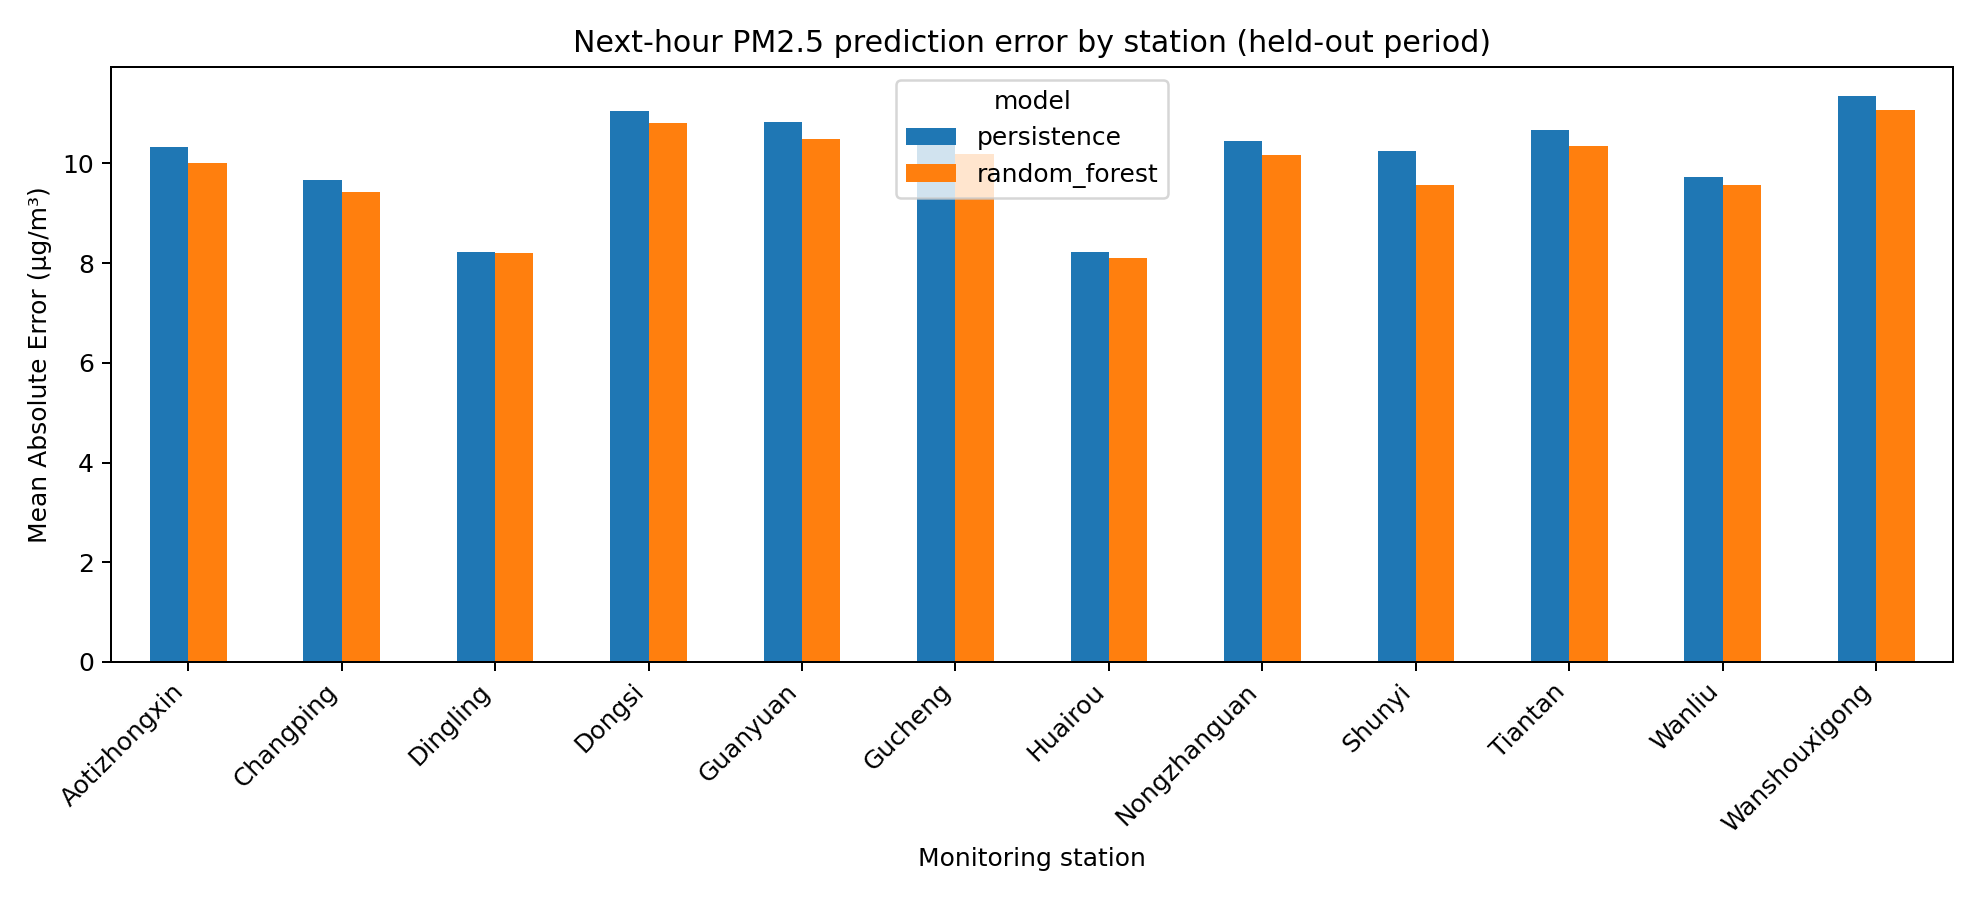 Next-hour PM2.5 prediction error by station (held-out period)
model
persistence
random_forest
Mean Absolute Error (µg/m³)
10
8
6
4
2
0
Aotizhongxin
Changping
Dingling
Dongsi
Guanyuan
Gucheng
Huairou
Nongzhanguan
Shunyi
Tiantan
Wanliu
Wanshouxigong
Monitoring station